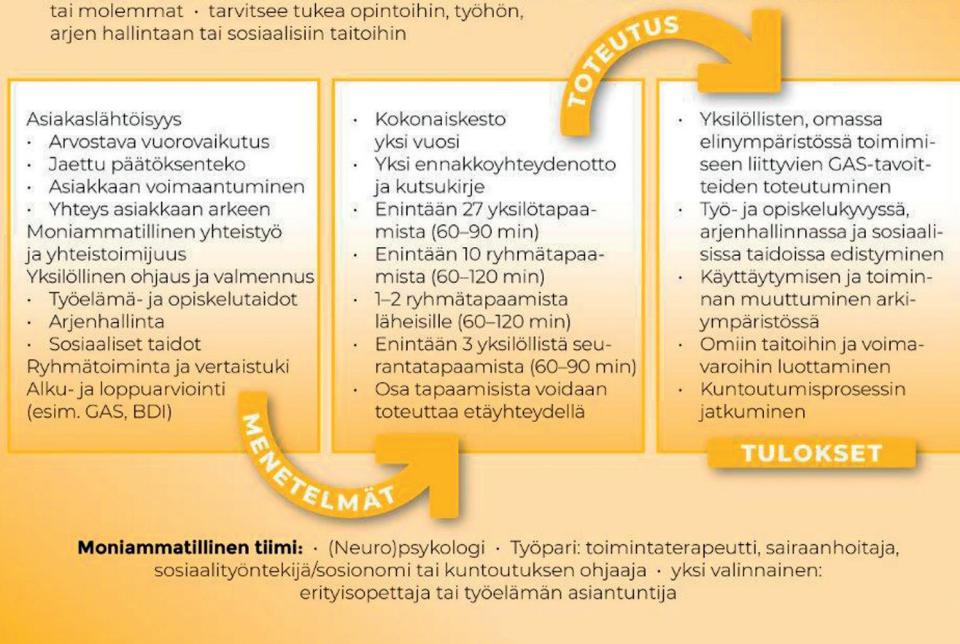 tai molemmat • tarvitsee tukea opintoihin, työhön,
arjen hallintaan tai sosiaalisiin taitoihin
Asiakaslähtöisyys
• Arvostava vuorovaikutus
• Jaettu päätöksenteko
• Asiakkaan voimaantuminen
• Yhteys asiakkaan arkeen
Moniammatillinen yhteistyö
ja yhteistoimijuus
Yksilöllinen ohjaus ja valmennus
• Työelämä- ja opiskelutaidot
• Arjenhallinta
• Sosiaaliset taidot
Ryhmätoiminta ja vertaistuki
Alku- ja loppuarviointi
(esim. GAS, BDI)
MENETELMÄT
• Kokonaiskesto
yksi vuosi
• Yksi ennakkoyhteydenotto
ja kutsukirje
• Enintään 27 yksilötapaa-
mista (60–90 min)
• Enintään 10 ryhmätapaa-
mista (60–120 min)
• 1–2 ryhmätapaamista
läheisille (60–120 min)
• Enintään 3 yksilöllistä seu-
rantatapaamista (60–90 min)
• Osa tapaamisista voidaan
toteuttaa etäyhteydellä
TOTEUTUS
• Yksilöllisten, omassa
elinympäristössä toimimi-
seen liittyvien GAS-tavoit-
teiden toteutuminen
• Työ- ja opiskelukyvyssä,
arjenhallinnassa ja sosiaali-
sissa taidoissa edistyminen
• Käyttäytymisen ja toimin-
nan muuttuminen arki-
ympäristössä
• Omiin taitoihin ja voima-
varoihin luottaminen
• Kuntoutumisprosessin
jatkuminen
TULOKSET
Moniammatillinen tiimi: • (Neuro)psykologi • Työpari: toimintaterapeutti, sairaanhoitaja,
sosiaalityöntekijä/sosionomi tai kuntoutuksen ohjaaja • yksi valinnainen:
erityisopettaja tai työelämän asiantuntija